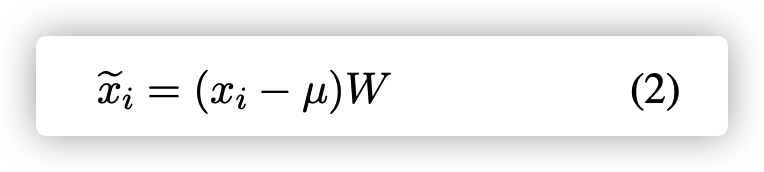 x̃ᵢ = (xᵢ − μ)W (2)